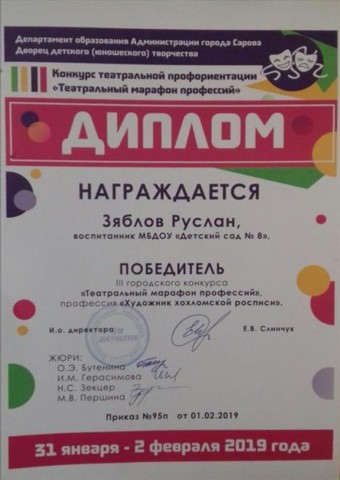 Департамент образования Администрации города Сарова
Дворец детского (юношеского) творчества
Конкурс театральной профориентации
«Театральный марафон профессий»
ДИПЛОМ
НАГРАЖДАЕТСЯ
Зяблов Руслан,
воспитанник МБДОУ «Детский сад № 8»,
ПОБЕДИТЕЛЬ
III городского конкурса
«Театральный марафон профессий»,
профессия «Художник хохломской росписи».
И.о. директора
Е.В. Слинчук
ЖЮРИ:
О.Э. Бутенина
И.М. Герасимова
Н.С. Зекцер
М.В. Першина
Приказ №95п от 01.02.2019
31 января - 2 февраля 2019 года